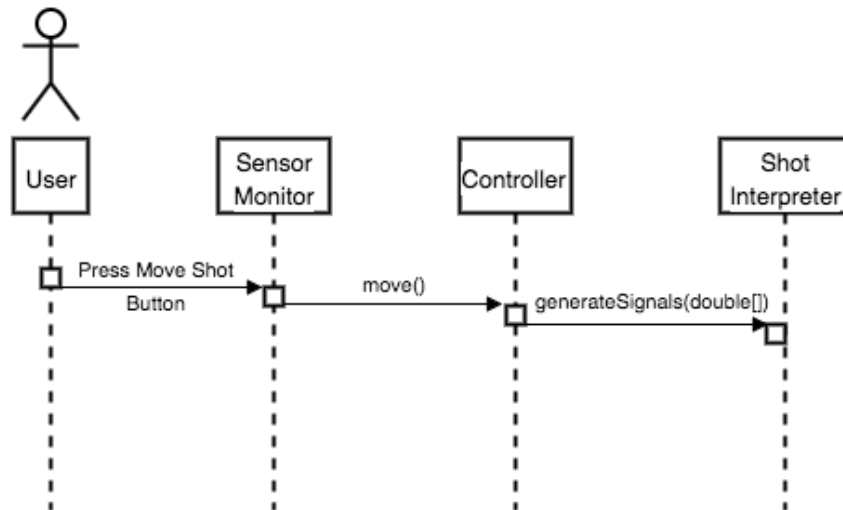 User
Sensor
Monitor
Controller
Shot
Interpreter
Press Move Shot
Button
move()
generateSignals(double[])